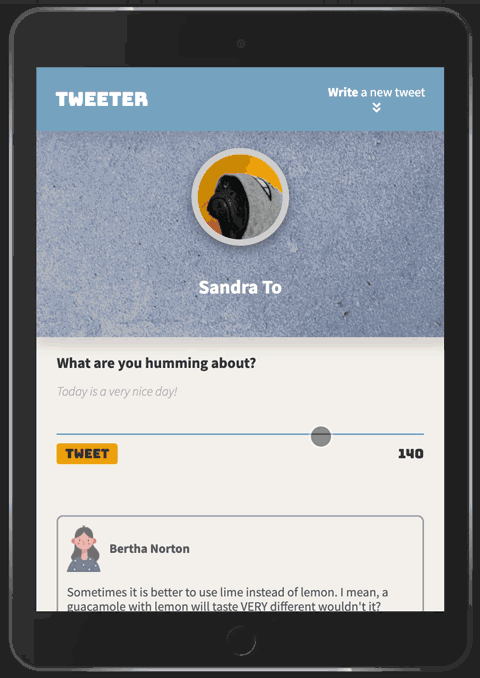 TWEETER
Write a new tweet
Sandra To
What are you humming about?
Today is a very nice day!
TWEET
140
Bertha Norton
Sometimes it is better to use lime instead of lemon. I mean, a
guacamole with lemon will taste VERY different wouldn't it?